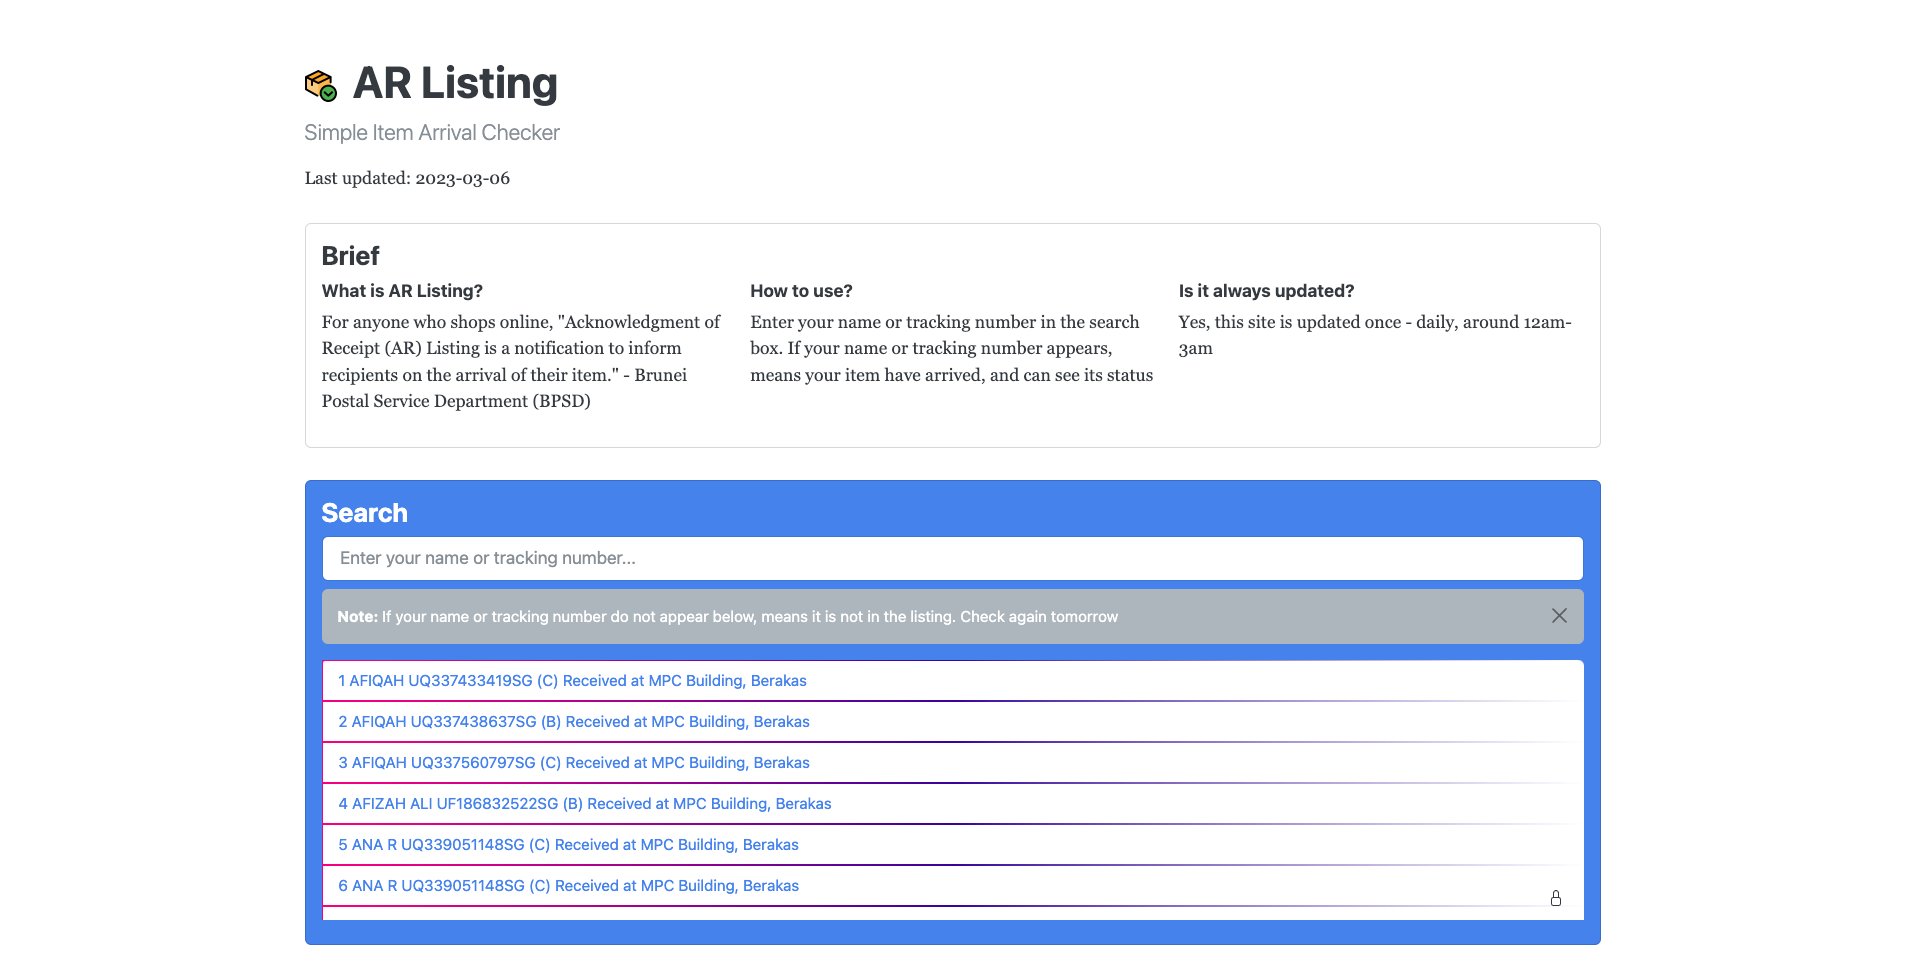 AR Listing
Simple Item Arrival Checker
Last updated: 2023-03-06
Brief
What is AR Listing?
For anyone who shops online, "Acknowledgment of
Receipt (AR) Listing is a notification to inform
recipients on the arrival of their item." - Brunei
Postal Service Department (BPSD)
How to use?
Enter your name or tracking number in the search
box. If your name or tracking number appears,
means your item have arrived, and can see its status
Is it always updated?
Yes, this site is updated once - daily, around 12am-
3am
Search
Enter your name or tracking number...
Note: If your name or tracking number do not appear below, means it is not in the listing. Check again tomorrow
1 AFIQAH UQ337433419SG (C) Received at MPC Building, Berakas
2 AFIQAH UQ337438637SG (B) Received at MPC Building, Berakas
3 AFIQAH UQ337560797SG (C) Received at MPC Building, Berakas
4 AFIZAH ALI UF186832522SG (B) Received at MPC Building, Berakas
5 ANA R UQ339051148SG (C) Received at MPC Building, Berakas
6 ANA R UQ339051148SG (C) Received at MPC Building, Berakas